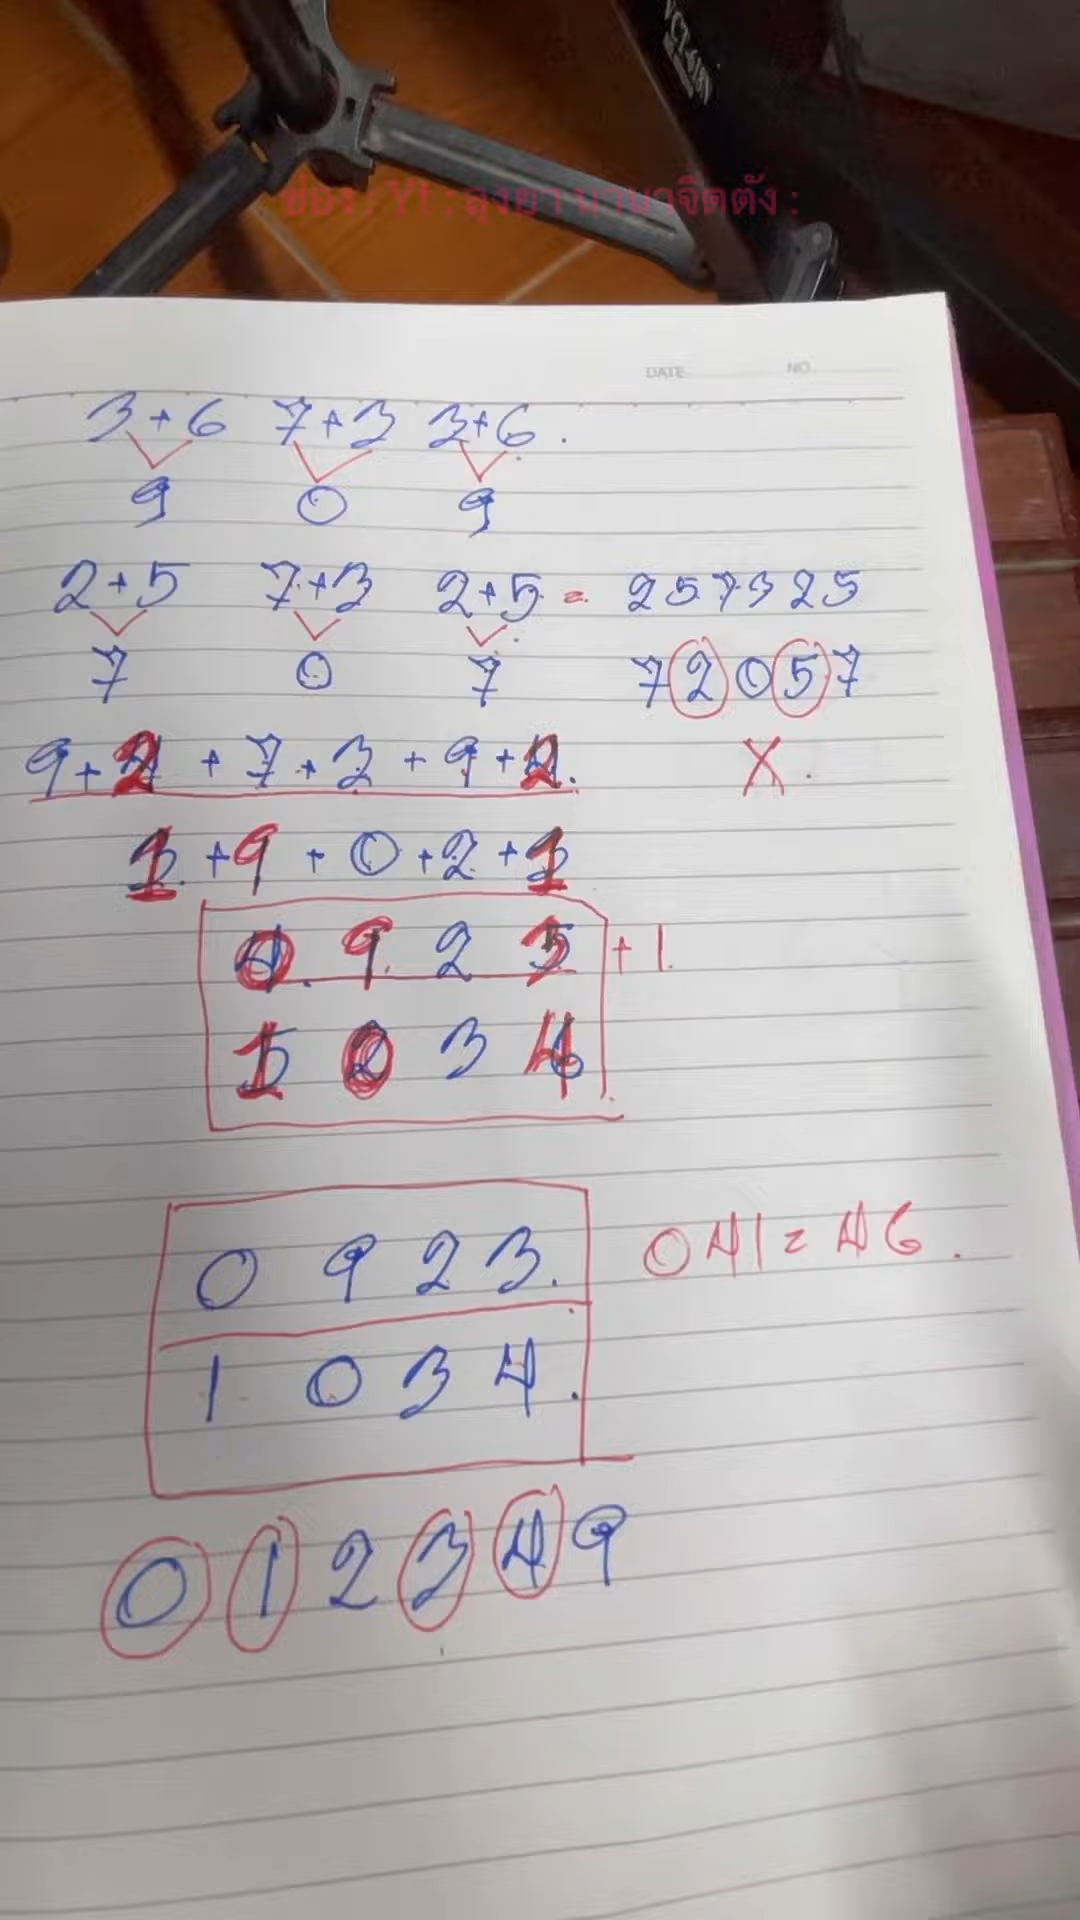 ช่อง : YT : ลุงยา นานาจิตตัง :
DATE NO.
3+6 7+3 3+6.
9 0 9
2+5 7+3 2+5 = 257325
7 0 7 72057
9+2+7+3+9+2. X.
1+9+0+2+1
0. 9. 2 3 +1.
1 0 3 4
0 9 2 3. 041=46.
1 0 3 4.
0 1 2 3 4 9